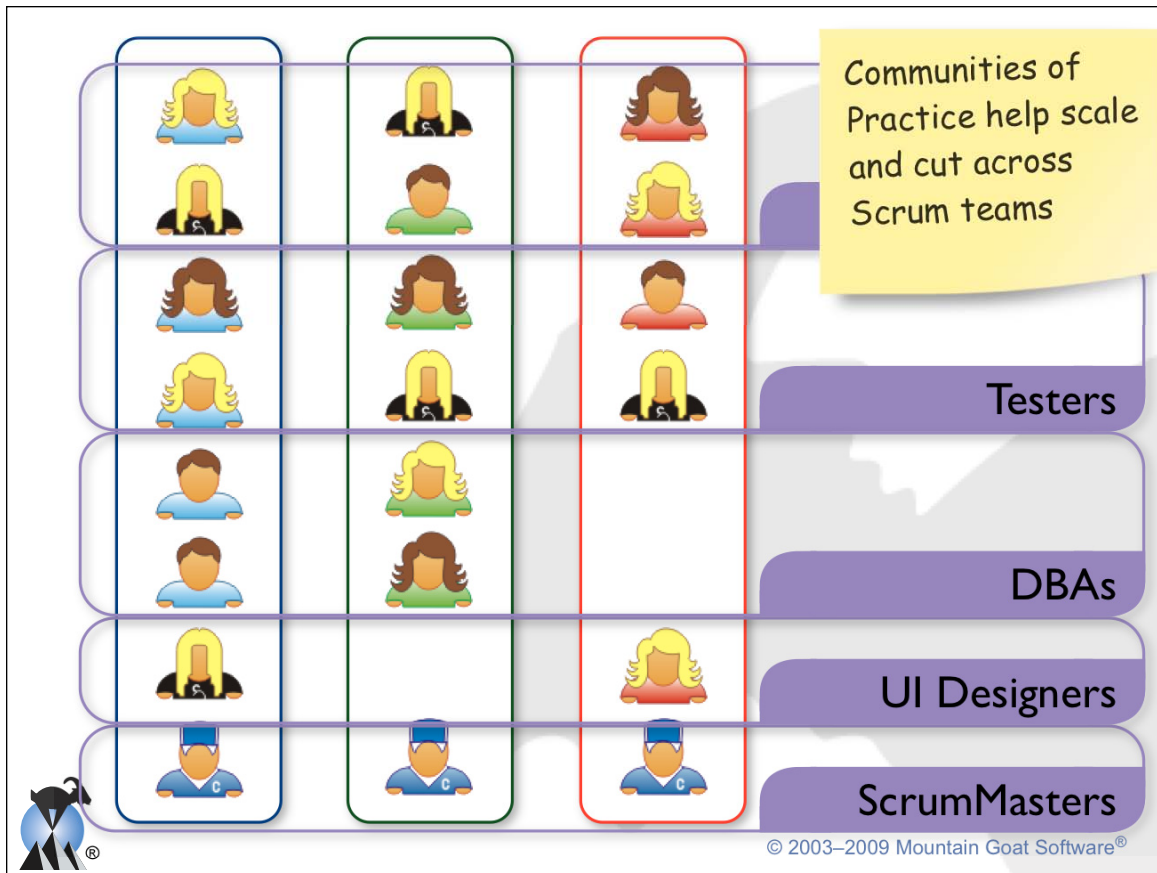 Communities of
Practice help scale
and cut across
Scrum teams
Testers
DBAs
UI Designers
C
C
C
ScrumMasters
®
© 2003–2009 Mountain Goat Software®